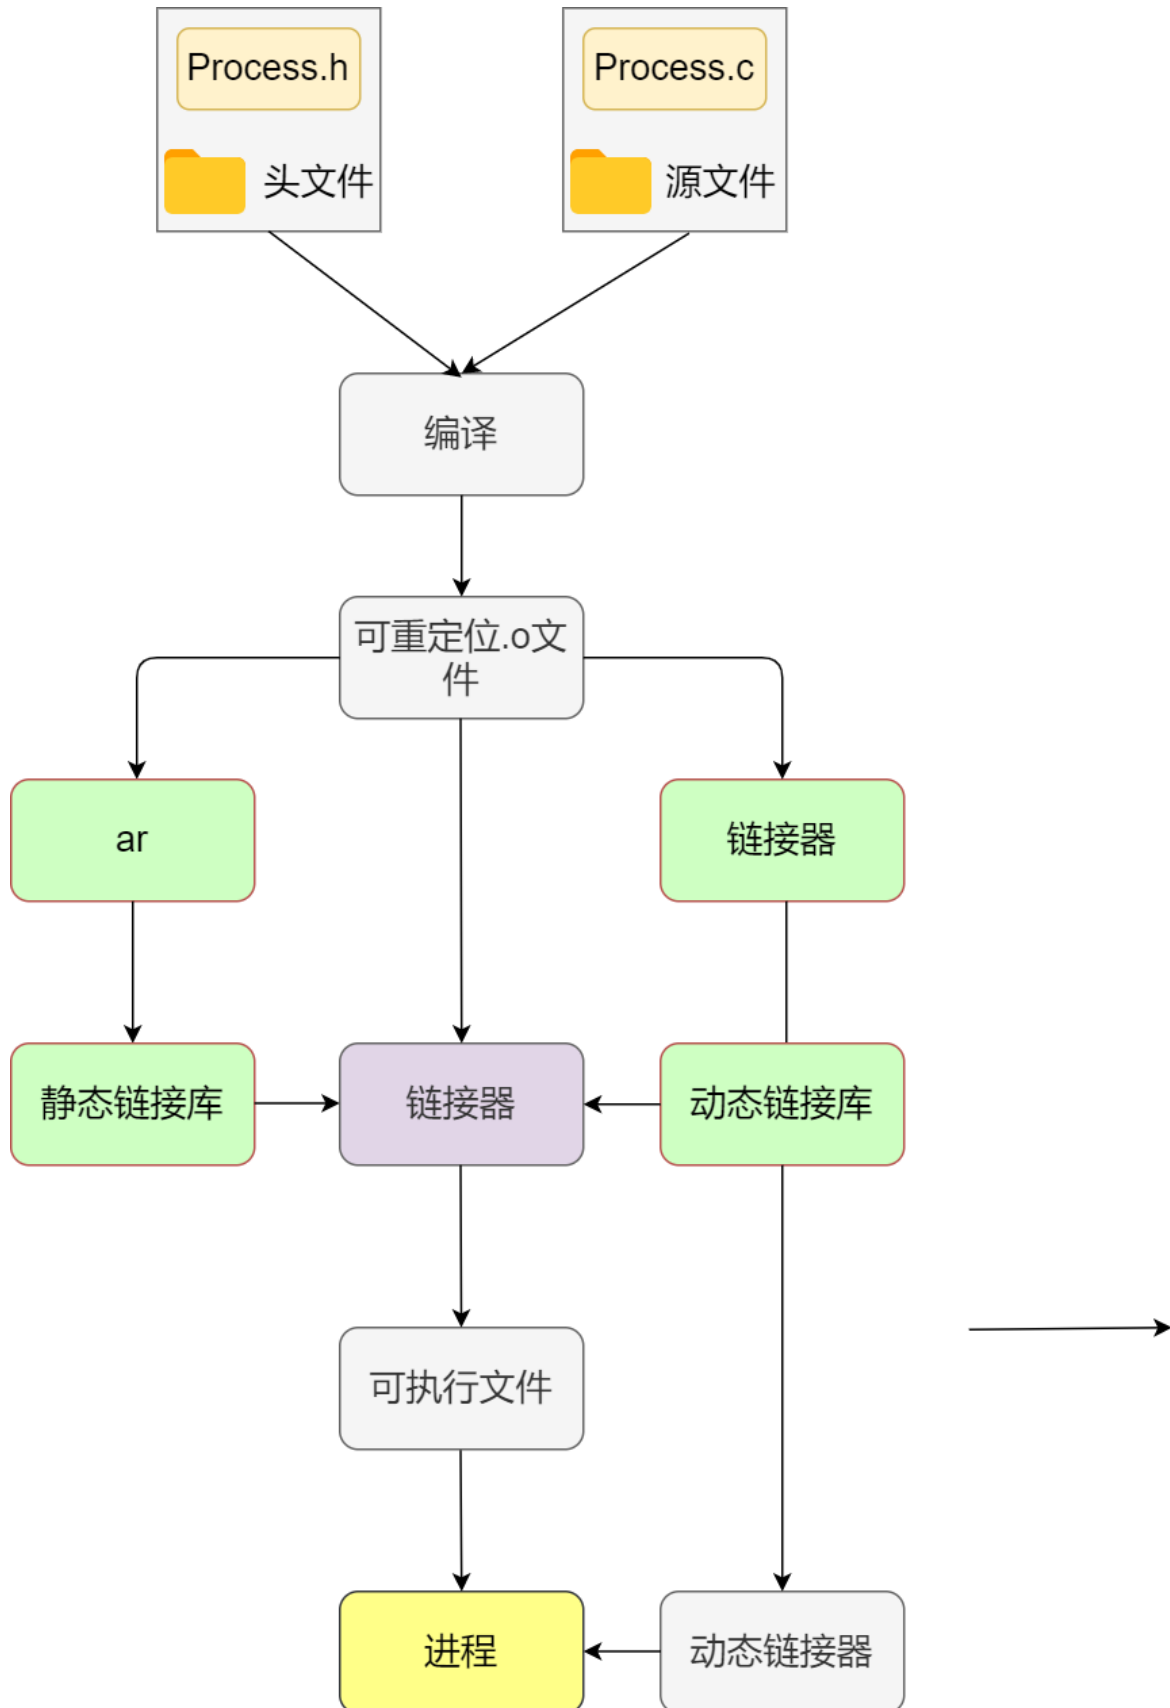 Process.h
Process.c
头文件
源文件
编译
可重定位.o文
件
ar
链接器
静态链接库
链接器
动态链接库
可执行文件
进程
动态链接器